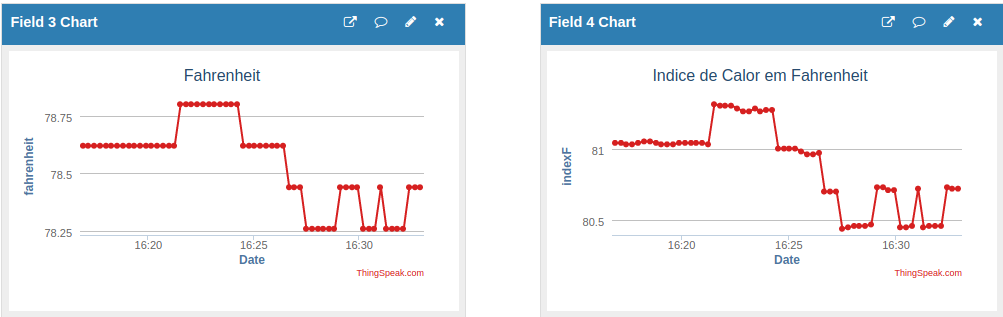 Field 3 Chart
Fahrenheit
78.75
78.5
78.25
fahrenheit
16:20
16:25
16:30
Date
ThingSpeak.com
Field 4 Chart
Indice de Calor em Fahrenheit
81
80.5
indexF
16:20
16:25
16:30
Date
ThingSpeak.com